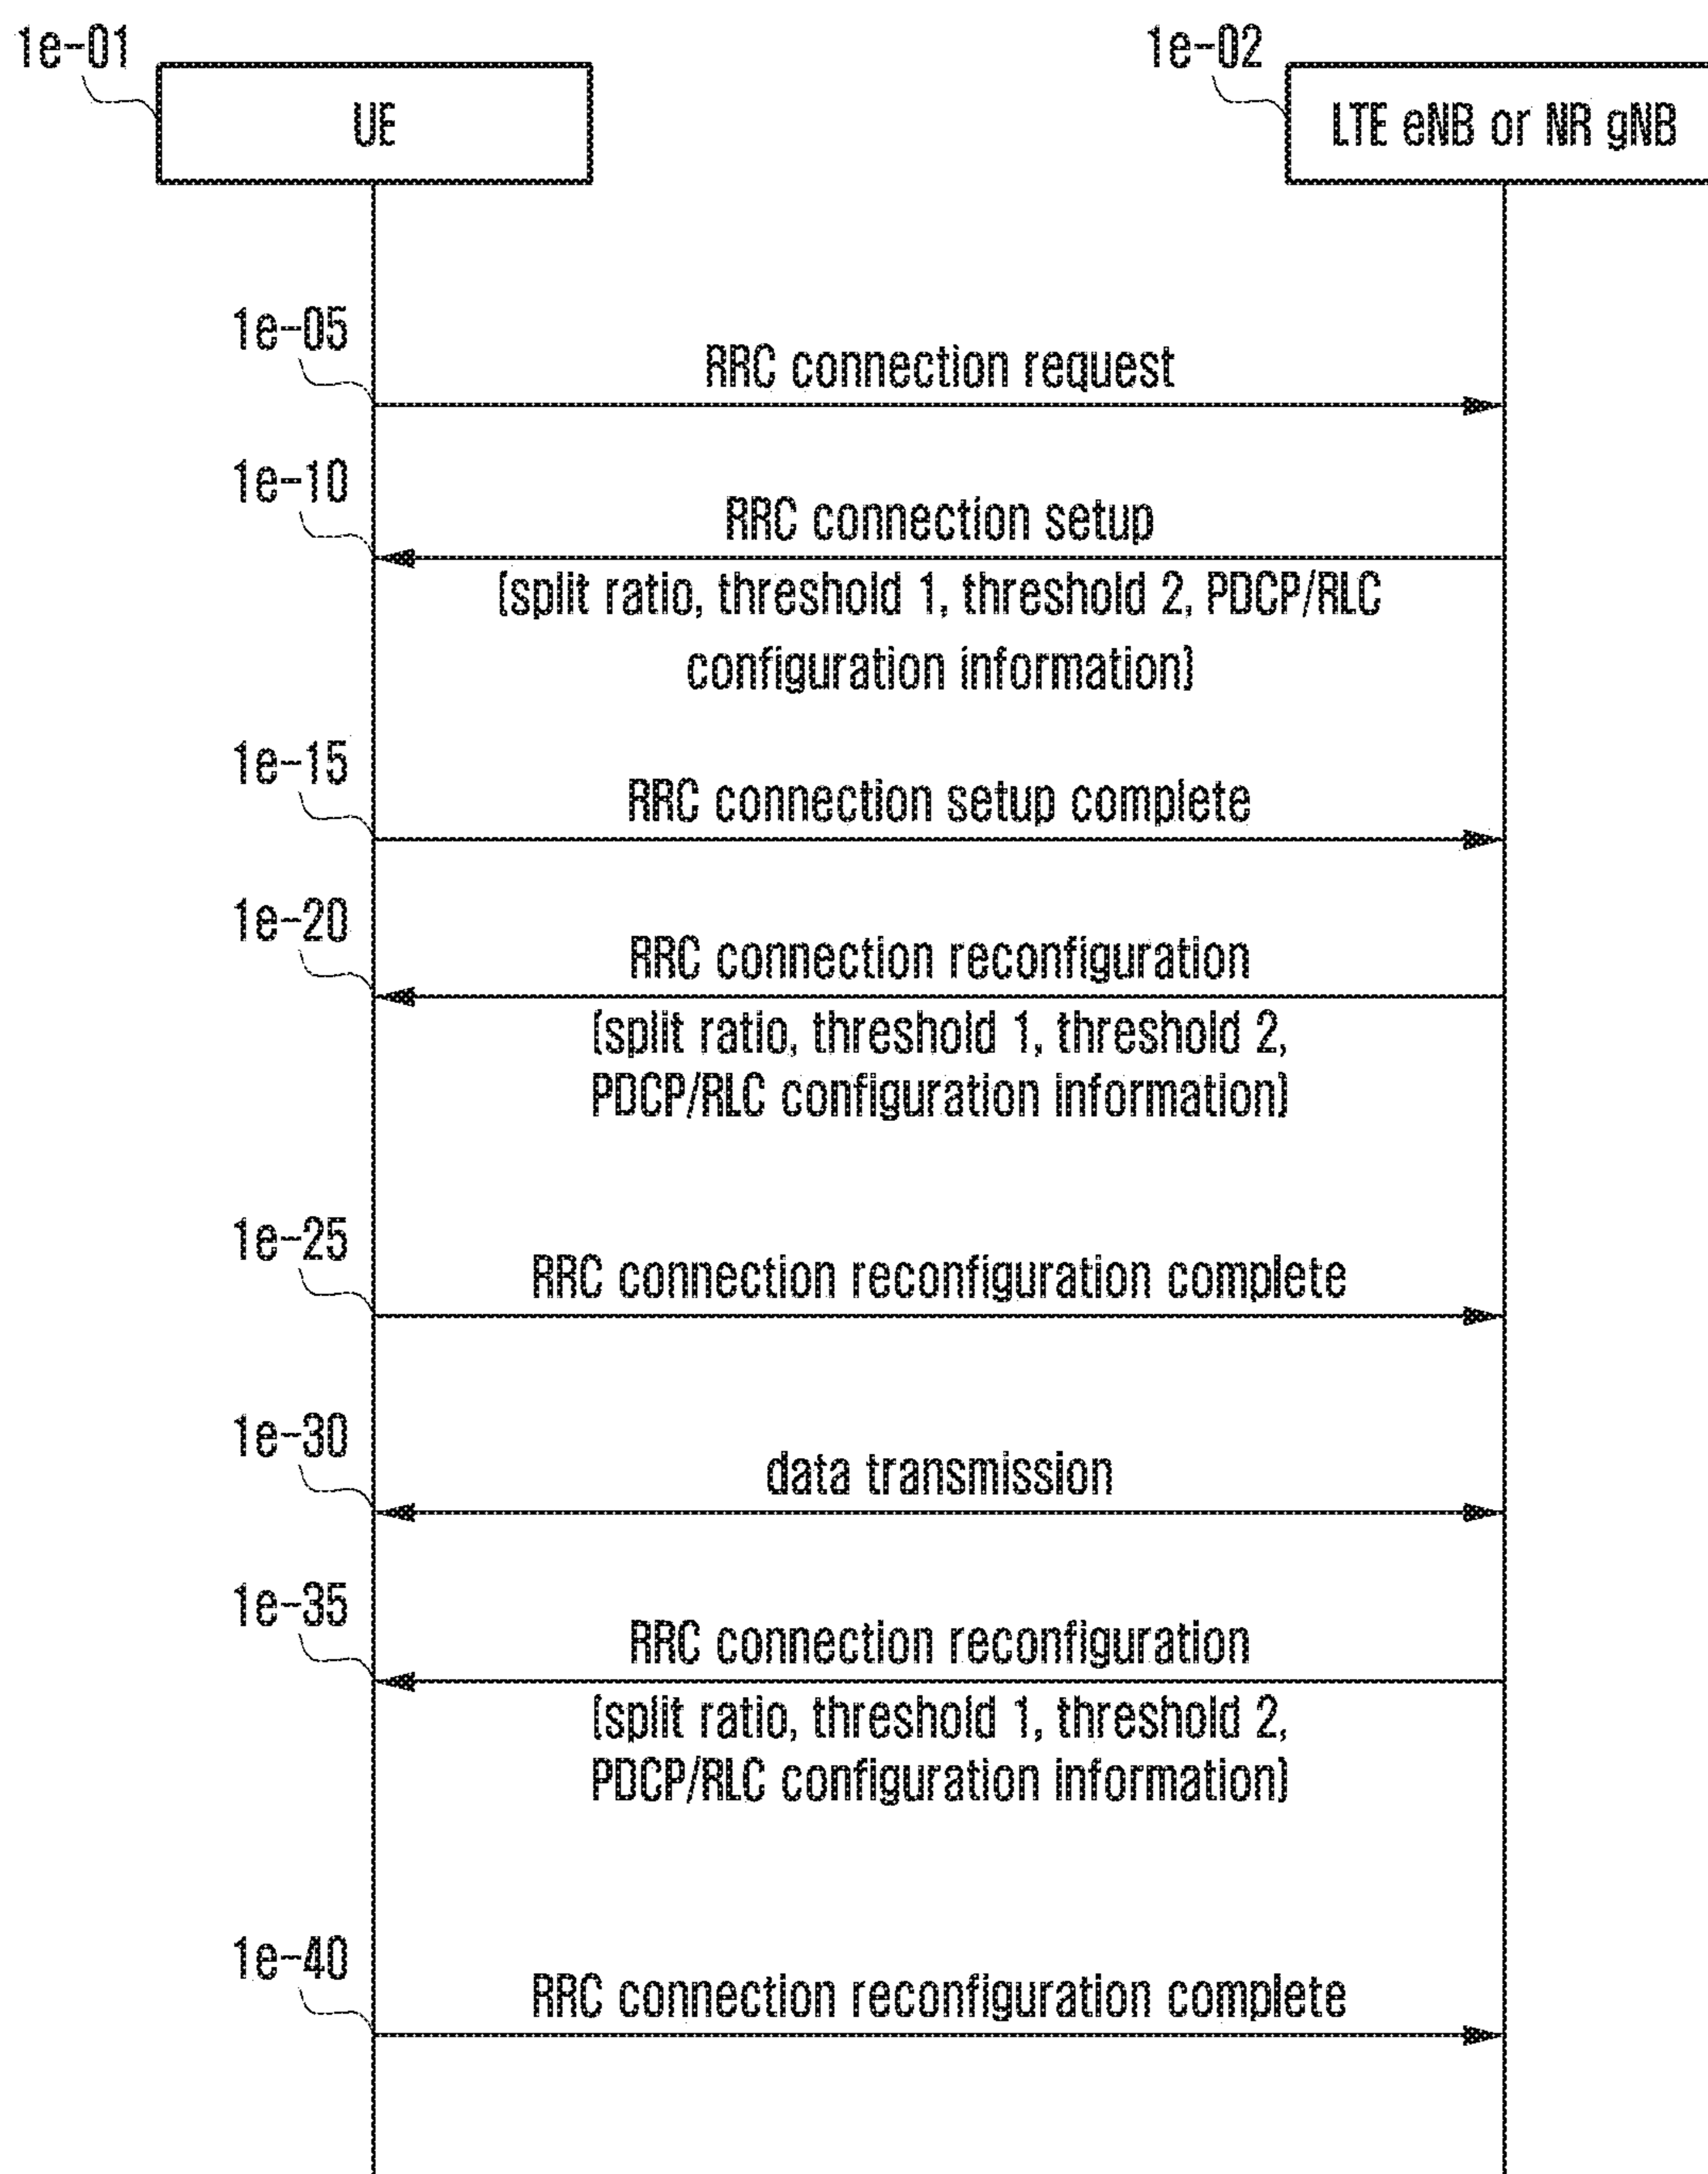 1e-01
1e-02
UE
LTE eNB or NR gNB
1e-05
RRC connection request
1e-10
RRC connection setup
(split ratio, threshold 1, threshold 2, PDCP/RLC
configuration information)
1e-15
RRC connection setup complete
1e-20
RRC connection reconfiguration
(split ratio, threshold 1, threshold 2,
PDCP/RLC configuration information)
1e-25
RRC connection reconfiguration complete
1e-30
data transmission
1e-35
RRC connection reconfiguration
(split ratio, threshold 1, threshold 2,
PDCP/RLC configuration information)
1e-40
RRC connection reconfiguration complete